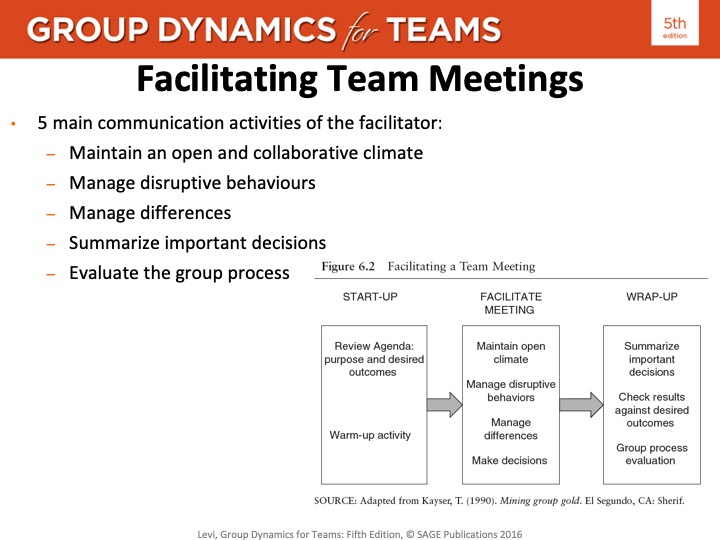 GROUP DYNAMICS for TEAMS
5th
edition
Facilitating Team Meetings
• 5 main communication activities of the facilitator:
– Maintain an open and collaborative climate
– Manage disruptive behaviours
– Manage differences
– Summarize important decisions
– Evaluate the group process
Figure 6.2 Facilitating a Team Meeting
START-UP
Review Agenda:
purpose and desired
outcomes
Warm-up activity
FACILITATE
MEETING
Maintain open
climate
Manage disruptive
behaviors
Manage
differences
Make decisions
WRAP-UP
Summarize
important
decisions
Check results
against desired
outcomes
Group process
evaluation
SOURCE: Adapted from Kayser, T. (1990). Mining group gold. El Segundo, CA: Sherif.
Levi, Group Dynamics for Teams: Fifth Edition, © SAGE Publications 2016